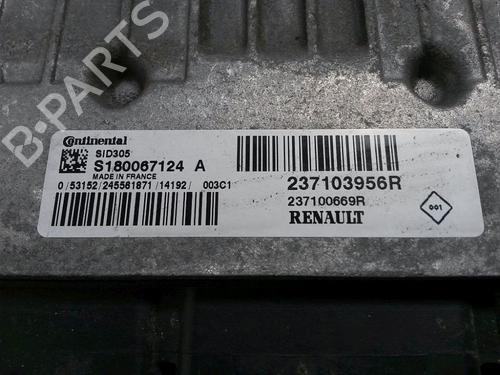 B-PARTS
Continental
SID305
S180067124 A
MADE IN FRANCE
0/53152/245561871/14192/ 003C1
237103956R
237100669R
RENAULT
001